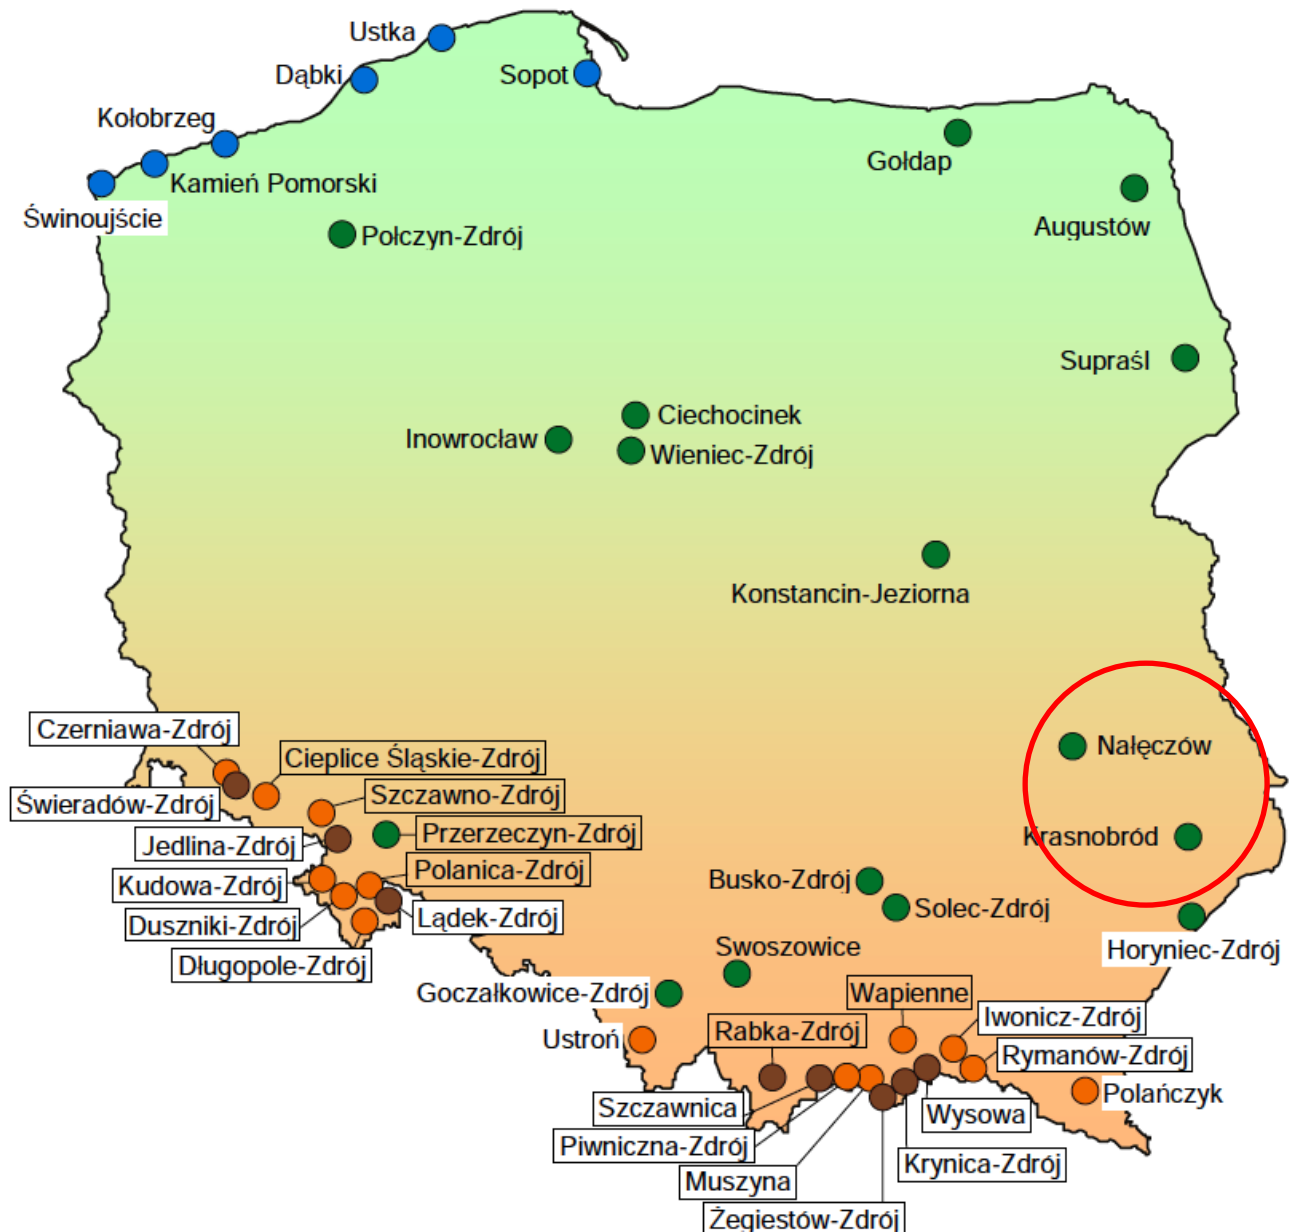 Ustka
Dąbki
Sopot
Kołobrzeg
Kamień Pomorski
Świnoujście
Gołdap
Augustów
Połczyn-Zdrój
Supraśl
Ciechocinek
Inowrocław
Wieniec-Zdrój
Konstancin-Jeziorna
Nałęczów
Krasnobród
Horyniec-Zdrój
Czerniawa-Zdrój
Cieplice Śląskie-Zdrój
Świeradów-Zdrój
Szczawno-Zdrój
Jedlina-Zdrój
Przerzeczyn-Zdrój
Kudowa-Zdrój
Polanica-Zdrój
Duszniki-Zdrój
Lądek-Zdrój
Długopole-Zdrój
Busko-Zdrój
Solec-Zdrój
Swoszowice
Goczałkowice-Zdrój
Ustroń
Wapienne
Rabka-Zdrój
Iwonicz-Zdrój
Rymanów-Zdrój
Polańczyk
Szczawnica
Wysowa
Piwniczna-Zdrój
Krynica-Zdrój
Muszyna
Żegiestów-Zdrój